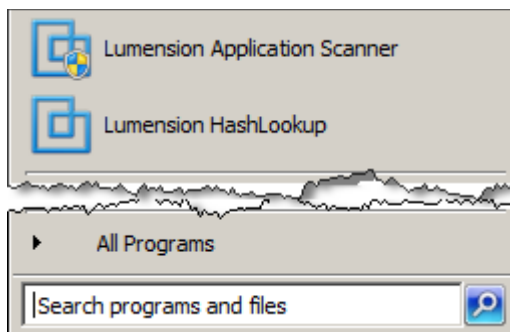 Lumension Application Scanner
Lumension HashLookup
All Programs
Search programs and files